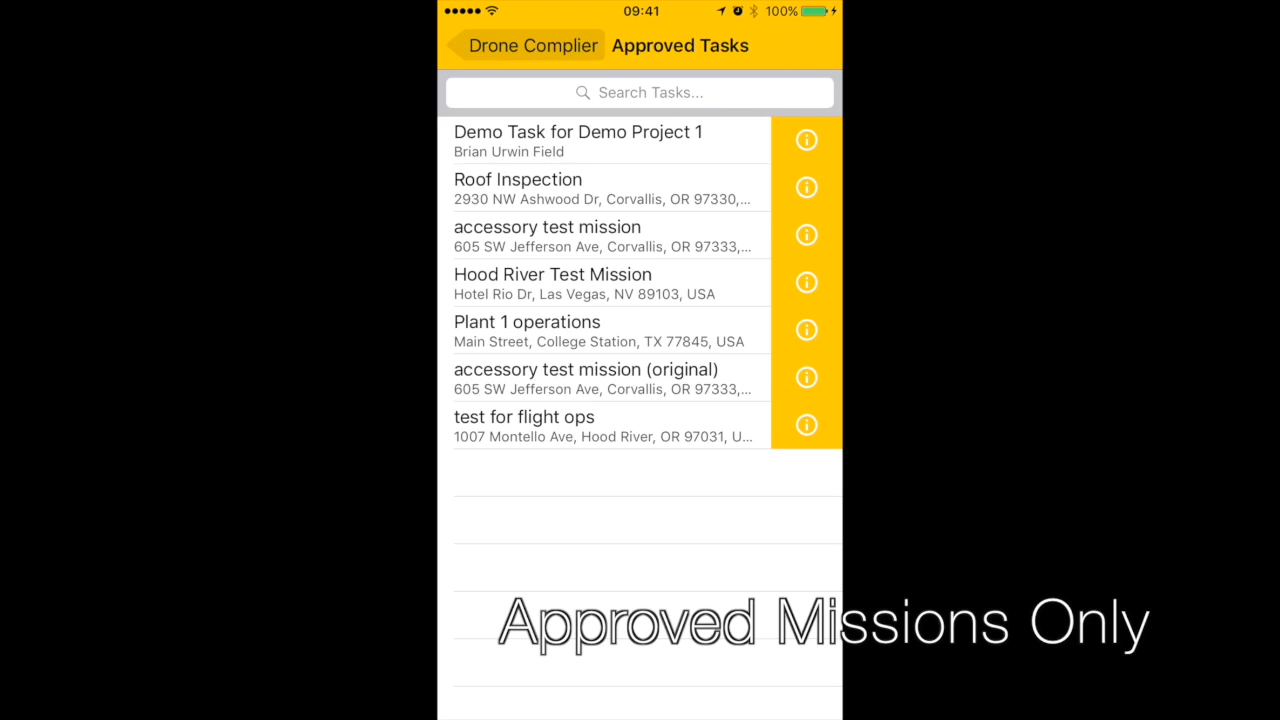 09:41
100%
Drone Complier
Approved Tasks
Search Tasks...
Demo Task for Demo Project 1
Brian Urwin Field
Roof Inspection
2930 NW Ashwood Dr, Corvallis, OR 97330,...
accessory test mission
605 SW Jefferson Ave, Corvallis, OR 97333,...
Hood River Test Mission
Hotel Rio Dr, Las Vegas, NV 89103, USA
Plant 1 operations
Main Street, College Station, TX 77845, USA
accessory test mission (original)
605 SW Jefferson Ave, Corvallis, OR 97333,...
test for flight ops
1007 Montello Ave, Hood River, OR 97031, U...
Approved Missions Only